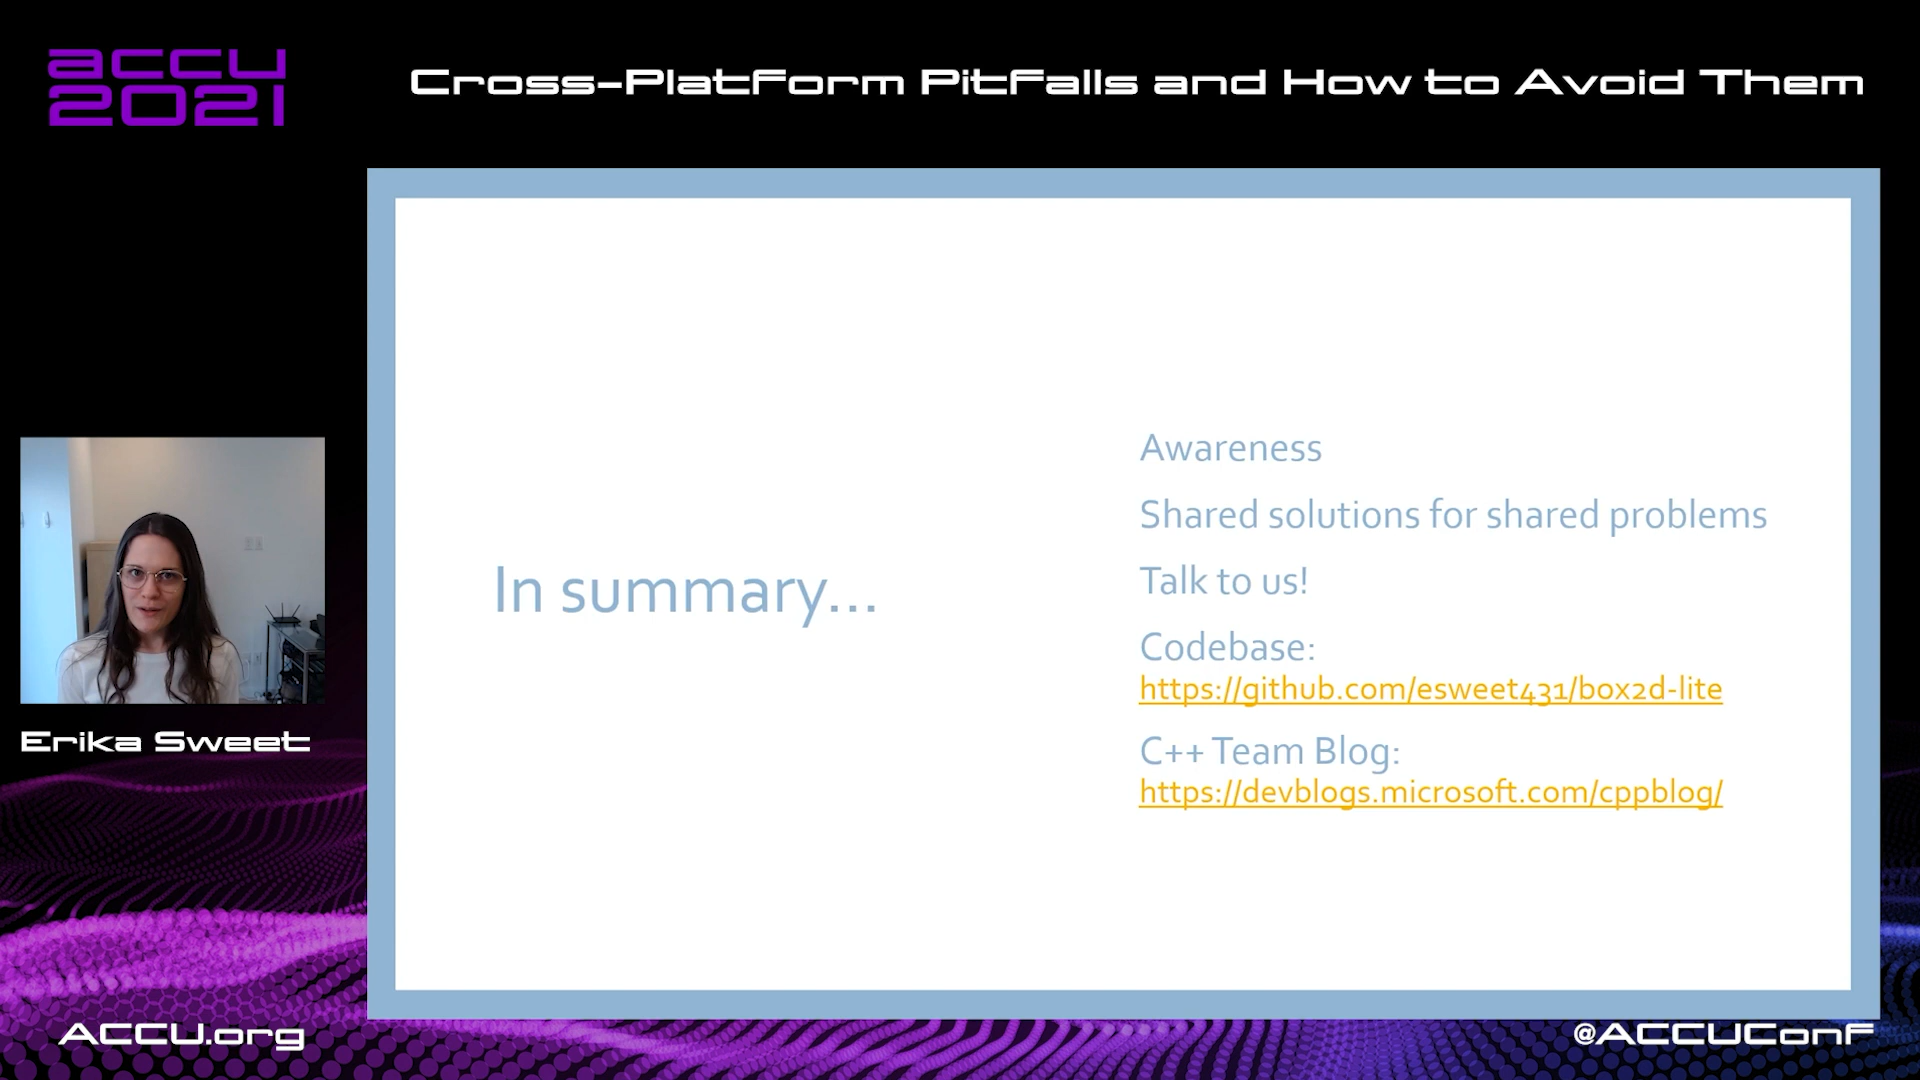 accu
2021
Cross-Platform Pitfalls and How to Avoid Them
In summary...
Awareness
Shared solutions for shared problems
Talk to us!
Codebase:
https://github.com/esweet431/box2d-lite
C++ Team Blog:
https://devblogs.microsoft.com/cppblog/
Erika Sweet
ACCU.org
@ACCUConf